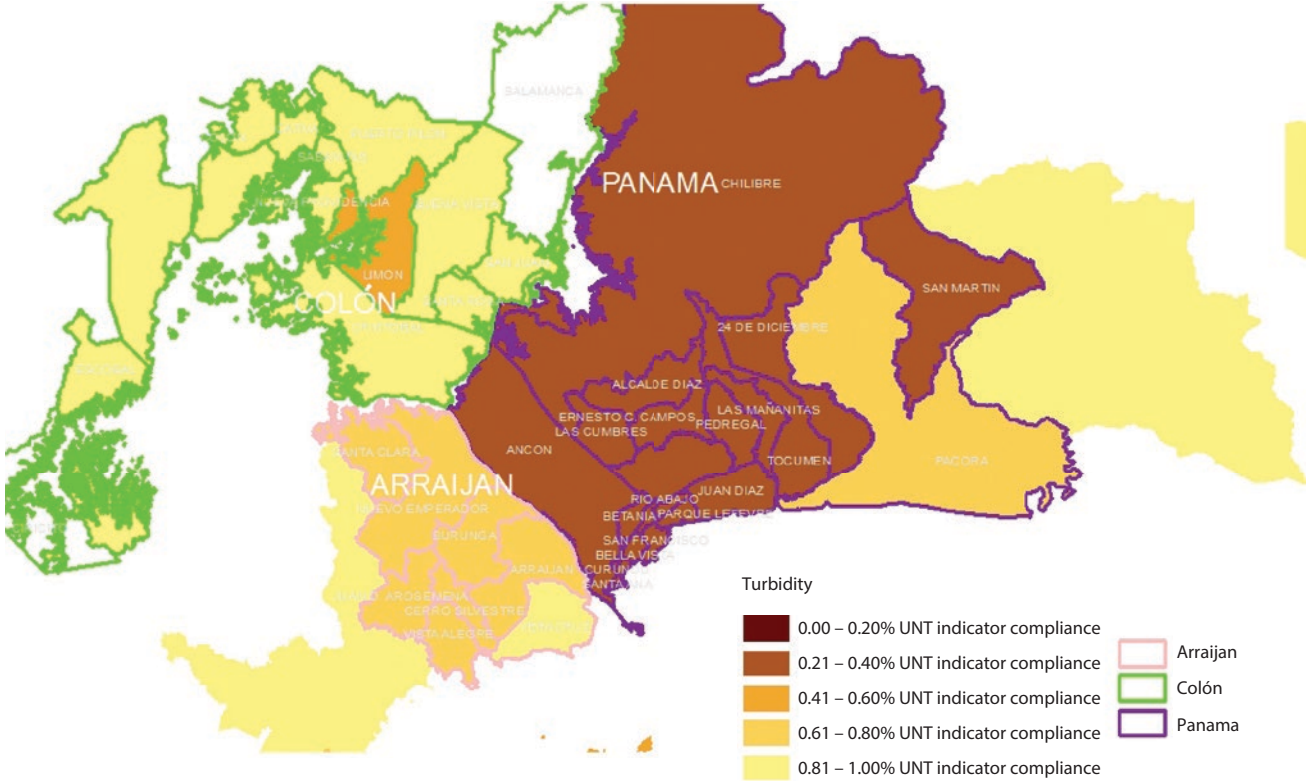 SALAMANCA
PANAMA CHILIBRE
SAN MARTIN
LIMON
COLÓN
24 DE DICIEMBRE
ALCALDE DIAZ
LAS MAÑANITAS
ERNESTO C. CAMPOS
PEDREGAL
LAS CUMBRES
ANCON
TOCUMEN
PACORA
SANTA CLARA
ARRAIJAN
JUAN DIAZ
RIO ABAJO
NUEVO EMPERADOR
BETANIA PARQUE LEFEVRE
BURUNGA
SAN FRANCISCO
BELLA VISTA
ARRAIJAN CURUNDU
SANTA ANA
AROSEMENA
CERRO SILVESTRE
VISTA ALEGRE
Turbidity
0.00 – 0.20% UNT indicator compliance
0.21 – 0.40% UNT indicator compliance
0.41 – 0.60% UNT indicator compliance
0.61 – 0.80% UNT indicator compliance
0.81 – 1.00% UNT indicator compliance
Arraijan
Colón
Panama